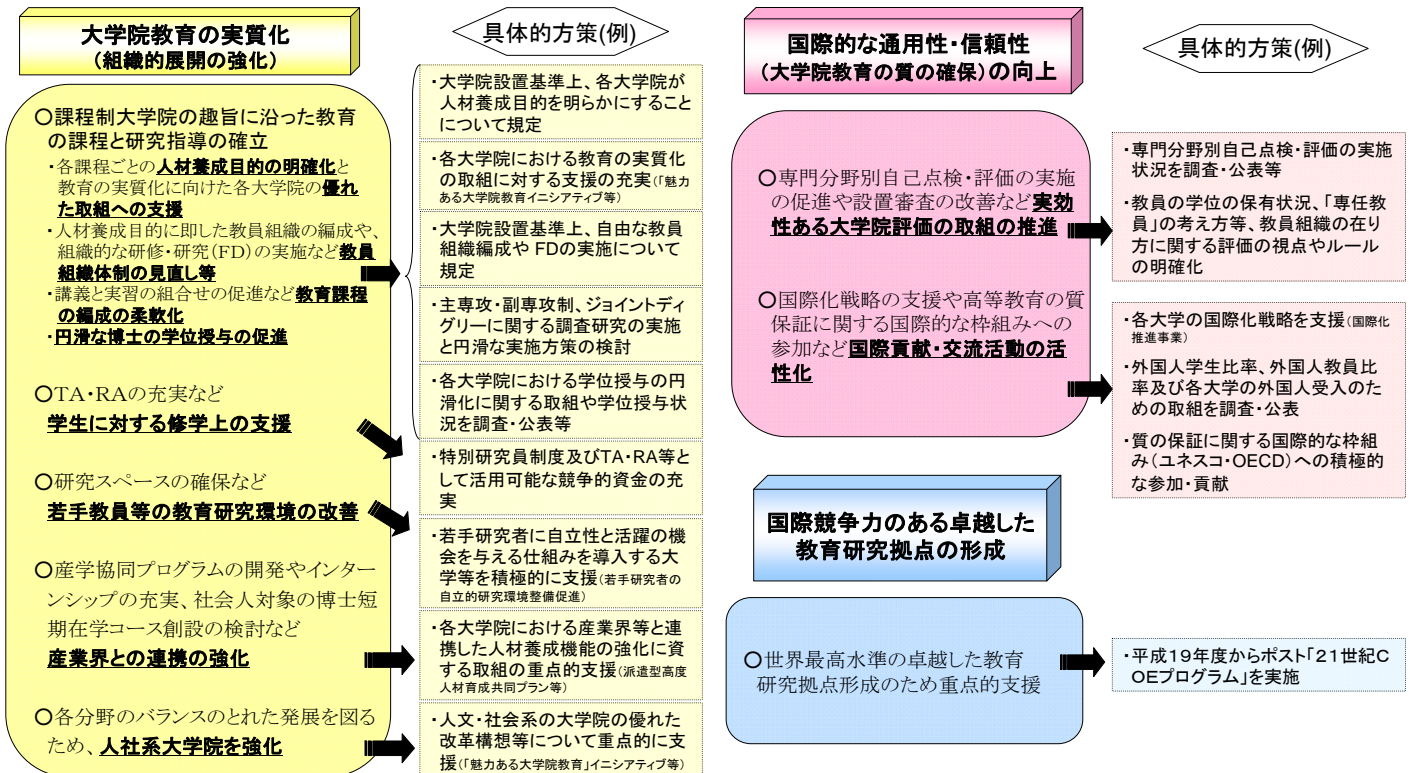 大学院教育の実質化
（組織的展開の強化）
具体的方策(例)
○課程制大学院の趣旨に沿った教育
の課程と研究指導の確立
・各課程ごとの人材養成目的の明確化と
教育の実質化に向けた各大学院の優れ
た取組への支援
・人材養成目的に即した教員組織の編成や、
組織的な研修・研究(FD)の実施など教員
組織体制の見直し等
・講義と実習の組合せの促進など教育課程
の編成の柔軟化
・円滑な博士の学位授与の促進
○TA・RAの充実など
学生に対する修学上の支援
○研究スペースの確保など
若手教員等の教育研究環境の改善
○産学協同プログラムの開発やインター
ンシップの充実、社会人対象の博士短
期在学コース創設の検討など
産業界との連携の強化
○各分野のバランスのとれた発展を図る
ため、人社系大学院を強化
・大学院設置基準上、各大学院が
人材養成目的を明らかにすること
について規定
・各大学院における教育の実質化
の取組に対する支援の充実(「魅力
ある大学院教育イニシアティブ等)
・大学院設置基準上、自由な教員
組織編成や FDの実施について
規定
・主専攻・副専攻制、ジョイントディ
グリーに関する調査研究の実施
と円滑な実施方策の検討
・各大学院における学位授与の円
滑化に関する取組や学位授与状
況を調査・公表等
・特別研究員制度及びTA・RA等と
して活用可能な競争的資金の充
実
・若手研究者に自立性と活躍の機
会を与える仕組みを導入する大
学等を積極的に支援(若手研究者の
自立的研究環境整備促進)
・各大学院における産業界等と連
携した人材養成機能の強化に資
する取組の重点的支援(派遣型高度
人材育成共同プラン等)
・人文・社会系の大学院の優れた
改革構想等について重点的に支
援(「魅力ある大学院教育」イニシアティブ等)
国際的な通用性・信頼性
（大学院教育の質の確保）の向上
具体的方策(例)
○専門分野別自己点検・評価の実施
の促進や設置審査の改善など実効
性ある大学院評価の取組の推進
○国際化戦略の支援や高等教育の質
保証に関する国際的な枠組みへの
参加など国際貢献・交流活動の活
性化
・専門分野別自己点検・評価の実施
状況を調査・公表等
・教員の学位の保有状況、「専任教
員」の考え方等、教員組織の在り
方に関する評価の視点やルール
の明確化
・各大学の国際化戦略を支援(国際化
推進事業)
・外国人学生比率、外国人教員比
率及び各大学の外国人受入のた
めの取組を調査・公表
・質の保証に関する国際的な枠組
み(ユネスコ・OECD)への積極的
な参加・貢献
国際競争力のある卓越した
教育研究拠点の形成
○世界最高水準の卓越した教育
研究拠点形成のため重点的支援
・平成19年度からポスト「21世紀C
OEプログラム」を実施